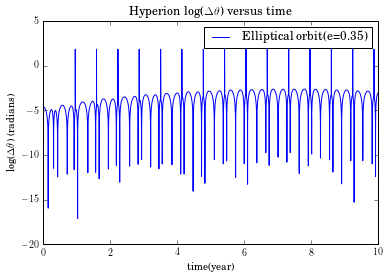 Hyperion log(Δθ) versus time
Elliptical orbit(e=0.35)
5
0
−5
−10
−15
−20
log(Δθ) (radians)
0 2 4 6 8 10
time(year)